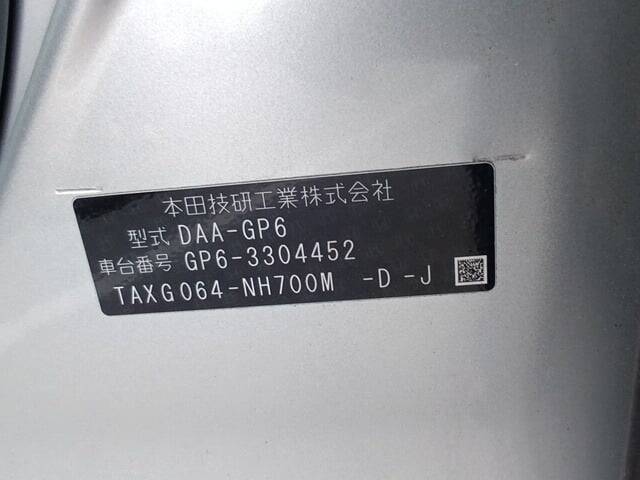 本田技研工業株式会社
型式 DAA-GP6
車台番号 GP6-3304452
TAXG064-NH700M -D -J